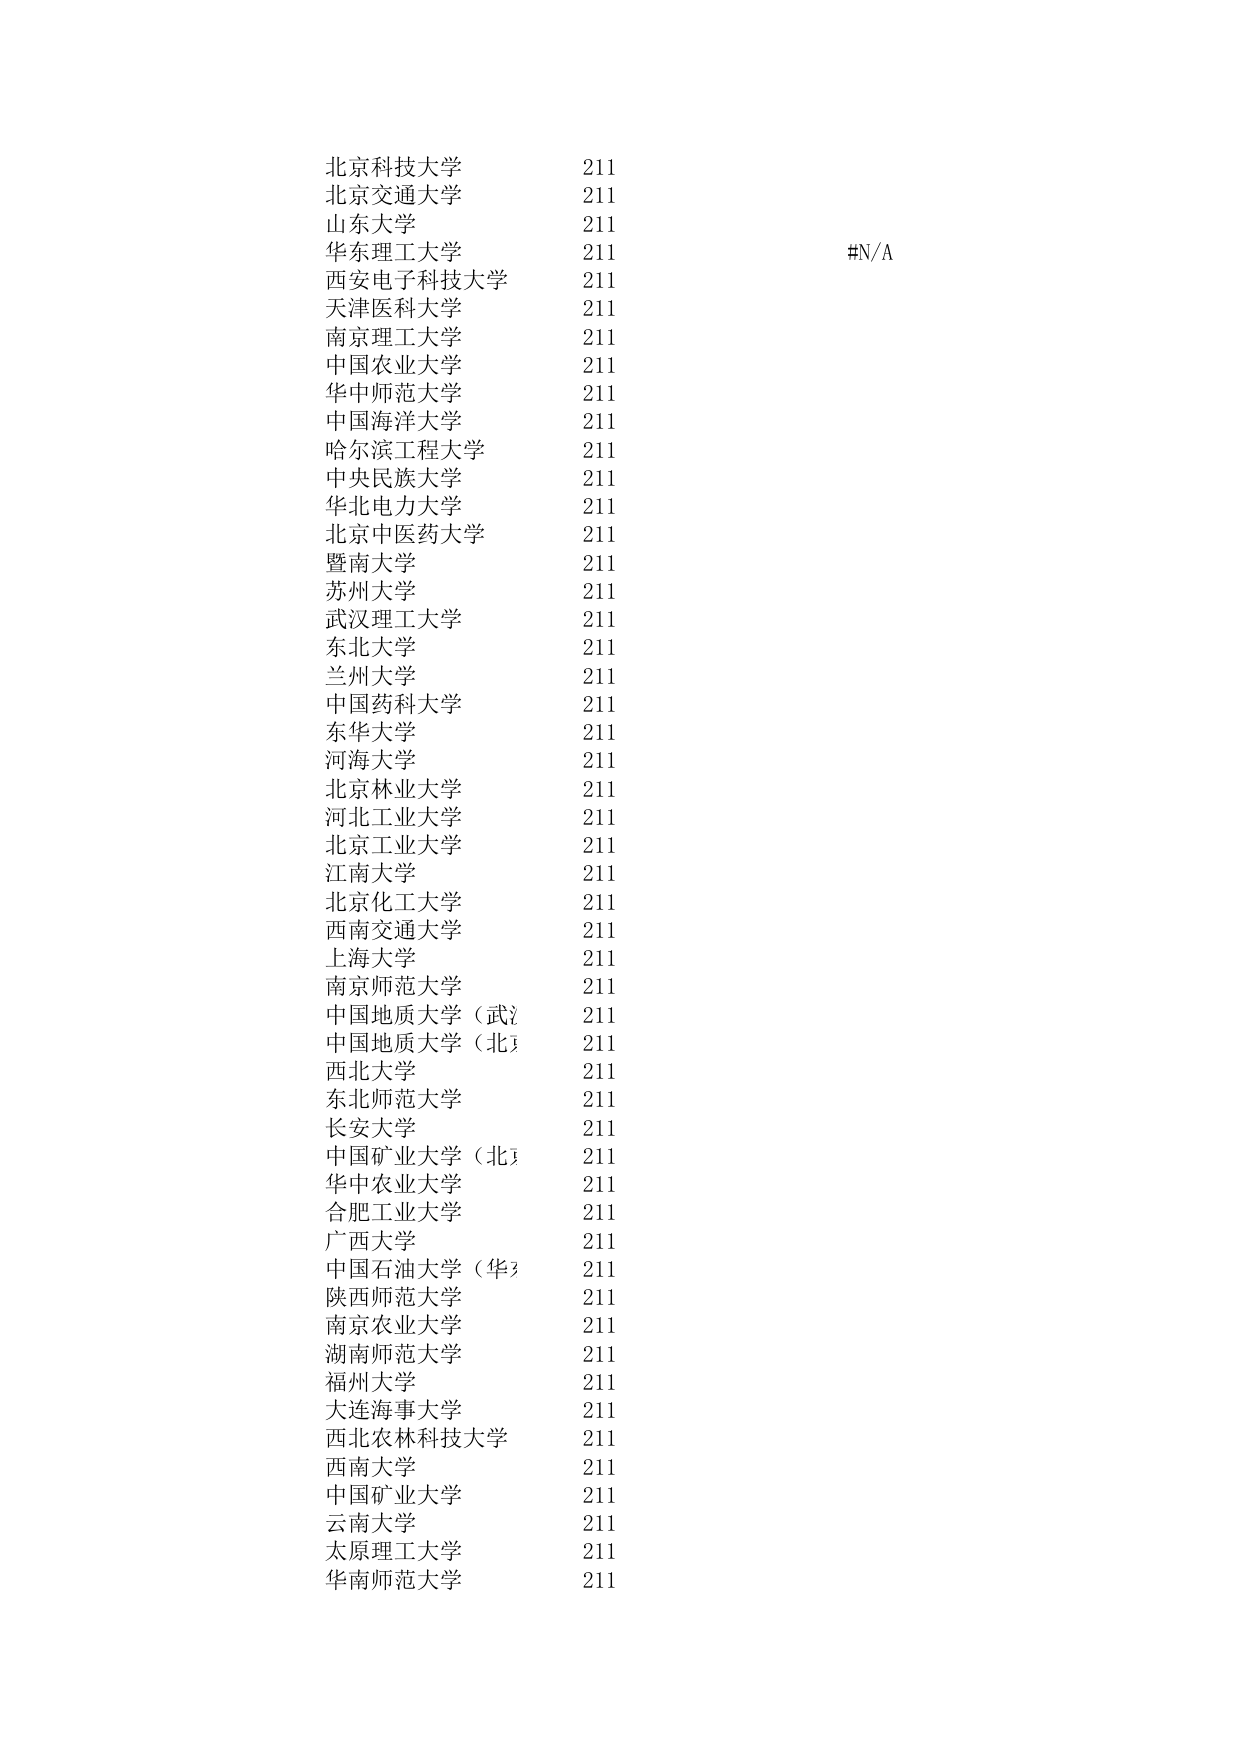 北京科技大学 211
北京交通大学 211
山东大学 211
华东理工大学 211 #N/A
西安电子科技大学 211
天津医科大学 211
南京理工大学 211
中国农业大学 211
华中师范大学 211
中国海洋大学 211
哈尔滨工程大学 211
中央民族大学 211
华北电力大学 211
北京中医药大学 211
暨南大学 211
苏州大学 211
武汉理工大学 211
东北大学 211
兰州大学 211
中国药科大学 211
东华大学 211
河海大学 211
北京林业大学 211
河北工业大学 211
北京工业大学 211
江南大学 211
北京化工大学 211
西南交通大学 211
上海大学 211
南京师范大学 211
中国地质大学（武 211
中国地质大学（北 211
西北大学 211
东北师范大学 211
长安大学 211
中国矿业大学（北 211
华中农业大学 211
合肥工业大学 211
广西大学 211
中国石油大学（华 211
陕西师范大学 211
南京农业大学 211
湖南师范大学 211
福州大学 211
大连海事大学 211
西北农林科技大学 211
西南大学 211
中国矿业大学 211
云南大学 211
太原理工大学 211
华南师范大学 211